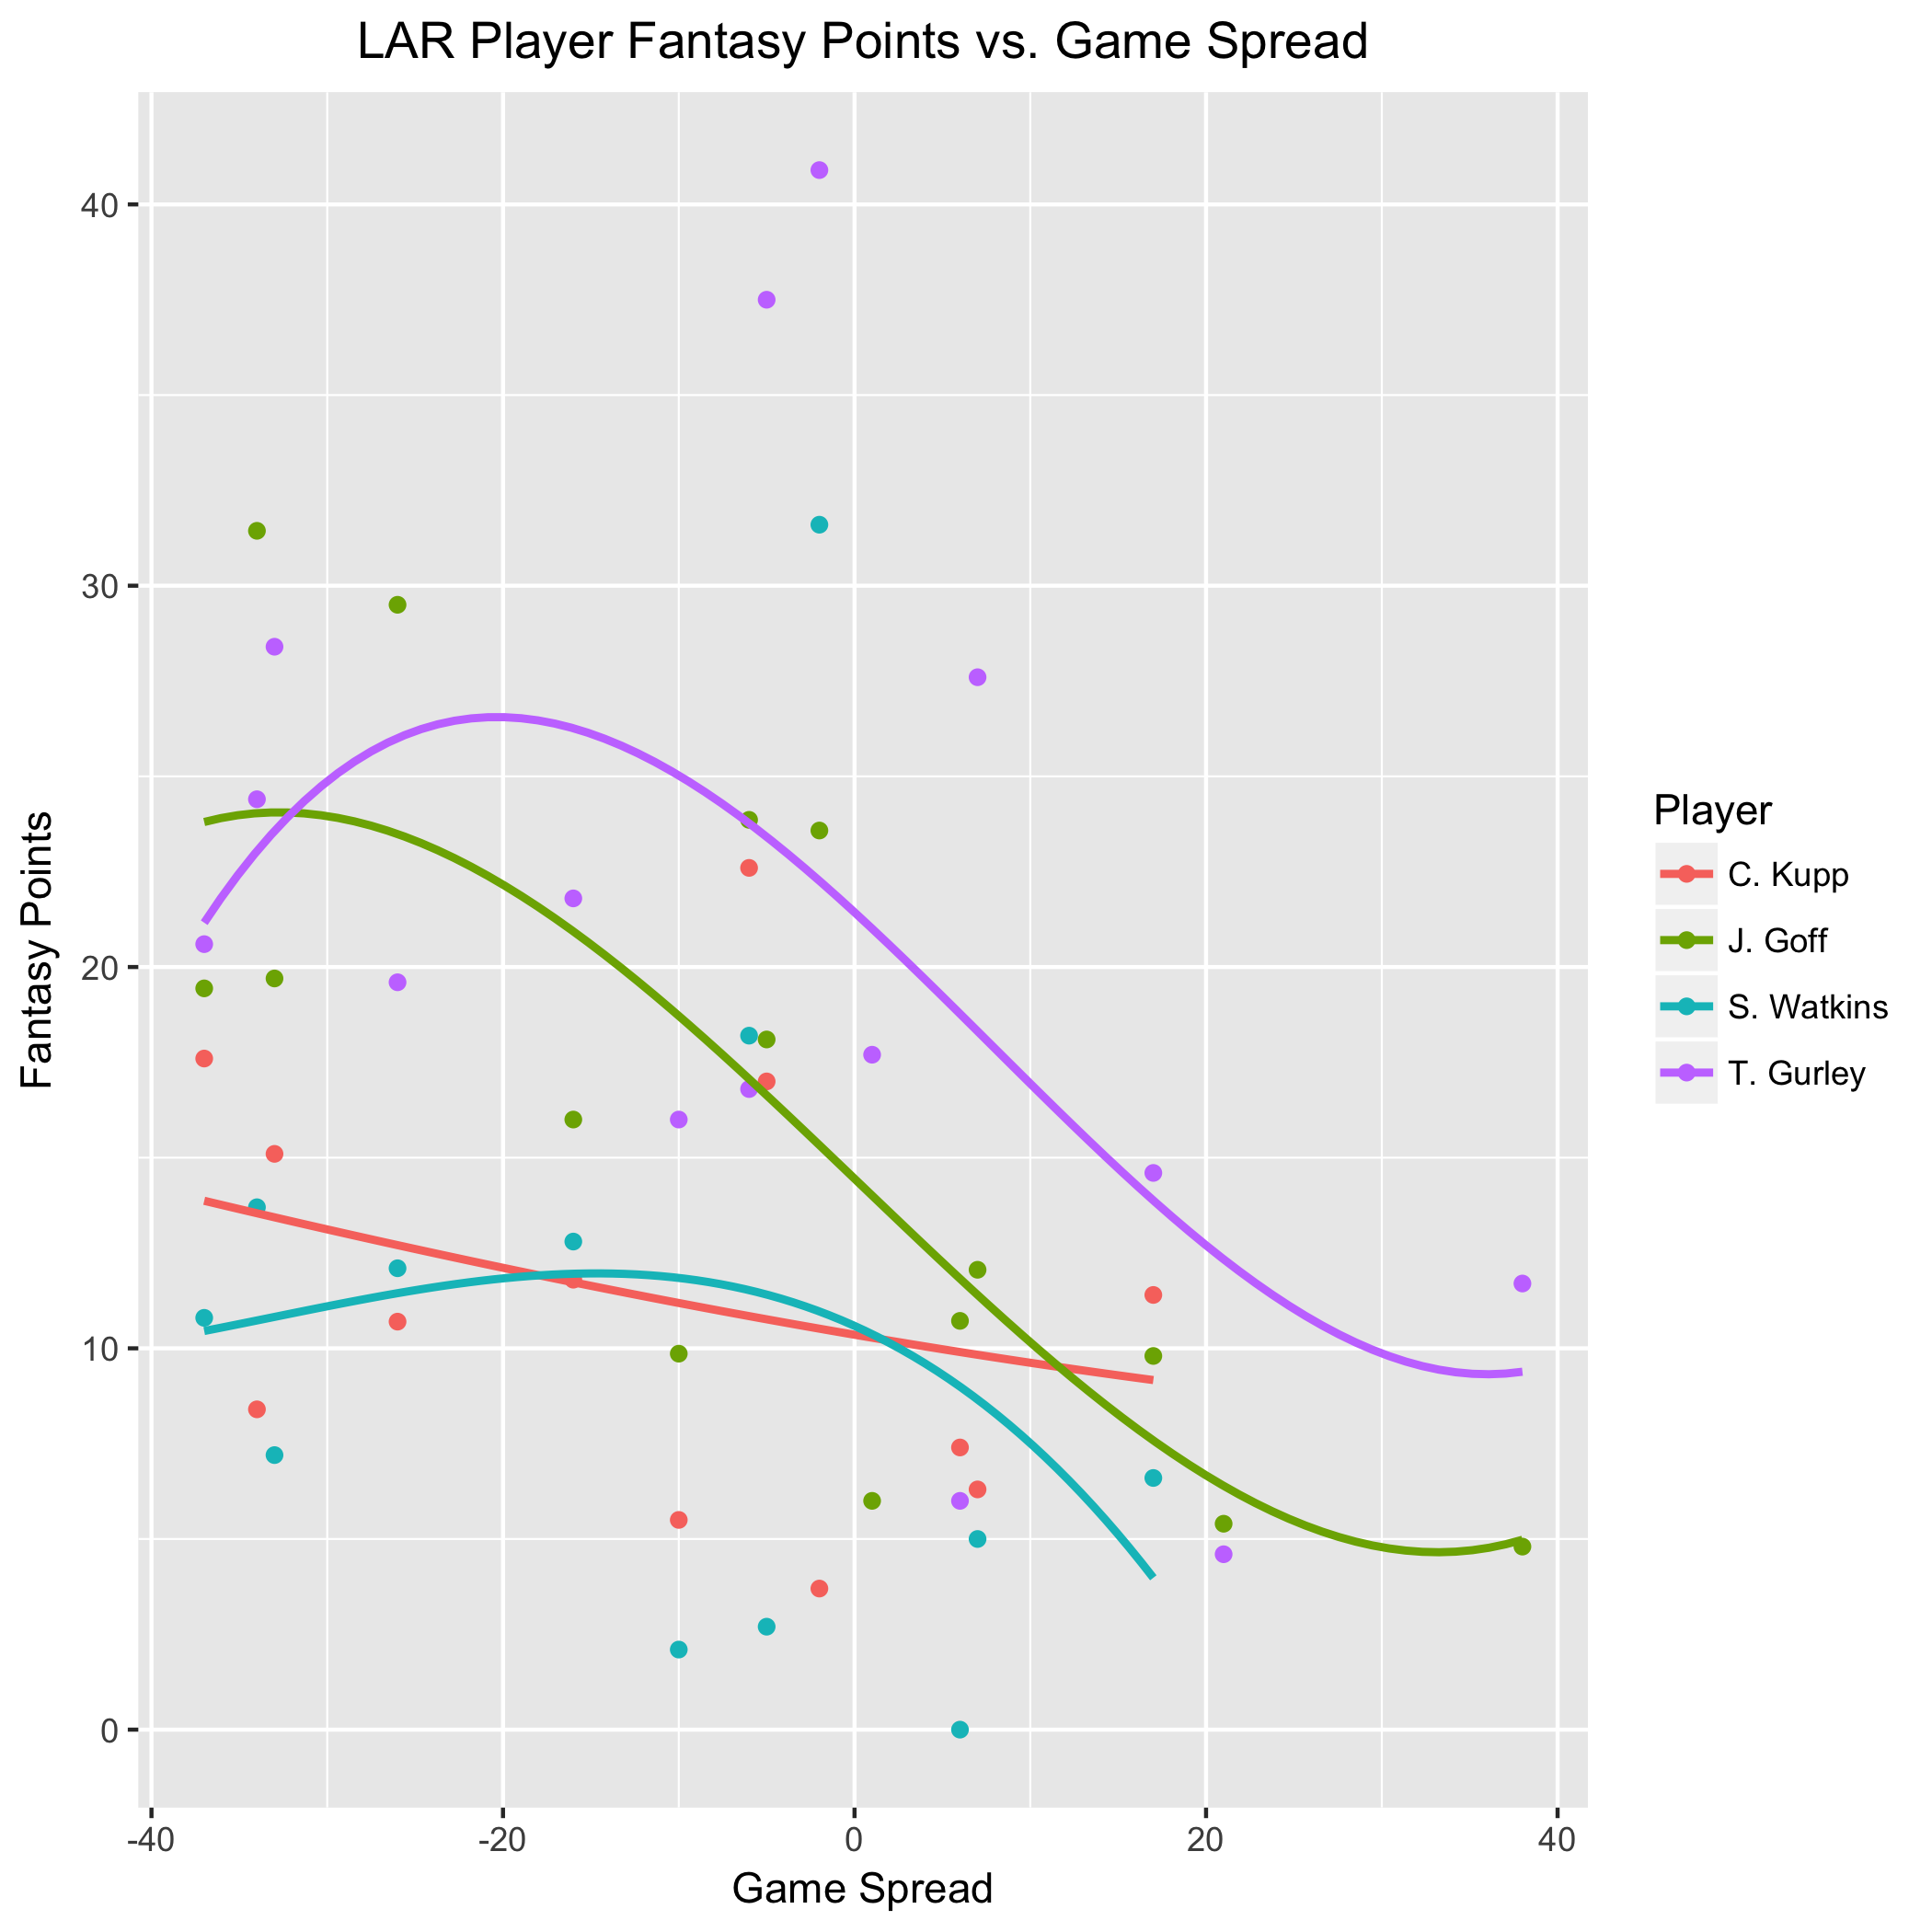 LAR Player Fantasy Points vs. Game Spread
40
30
20
10
0
Fantasy Points
-40
-20
0
20
40
Game Spread
Player
C. Kupp
J. Goff
S. Watkins
T. Gurley